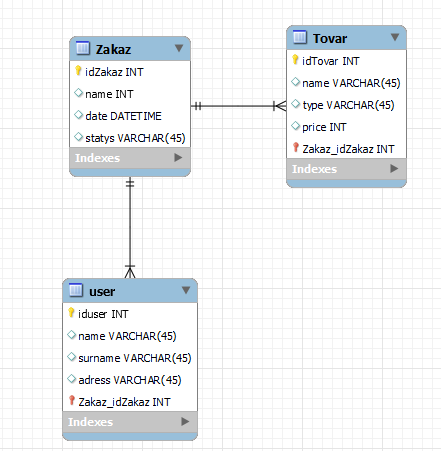 Zakaz
idZakaz INT
name INT
date DATETIME
statys VARCHAR(45)
Indexes
Tovar
idTovar INT
name VARCHAR(45)
type VARCHAR(45)
price INT
Zakaz_idZakaz INT
Indexes
user
iduser INT
name VARCHAR(45)
surname VARCHAR(45)
adress VARCHAR(45)
Zakaz_idZakaz INT
Indexes